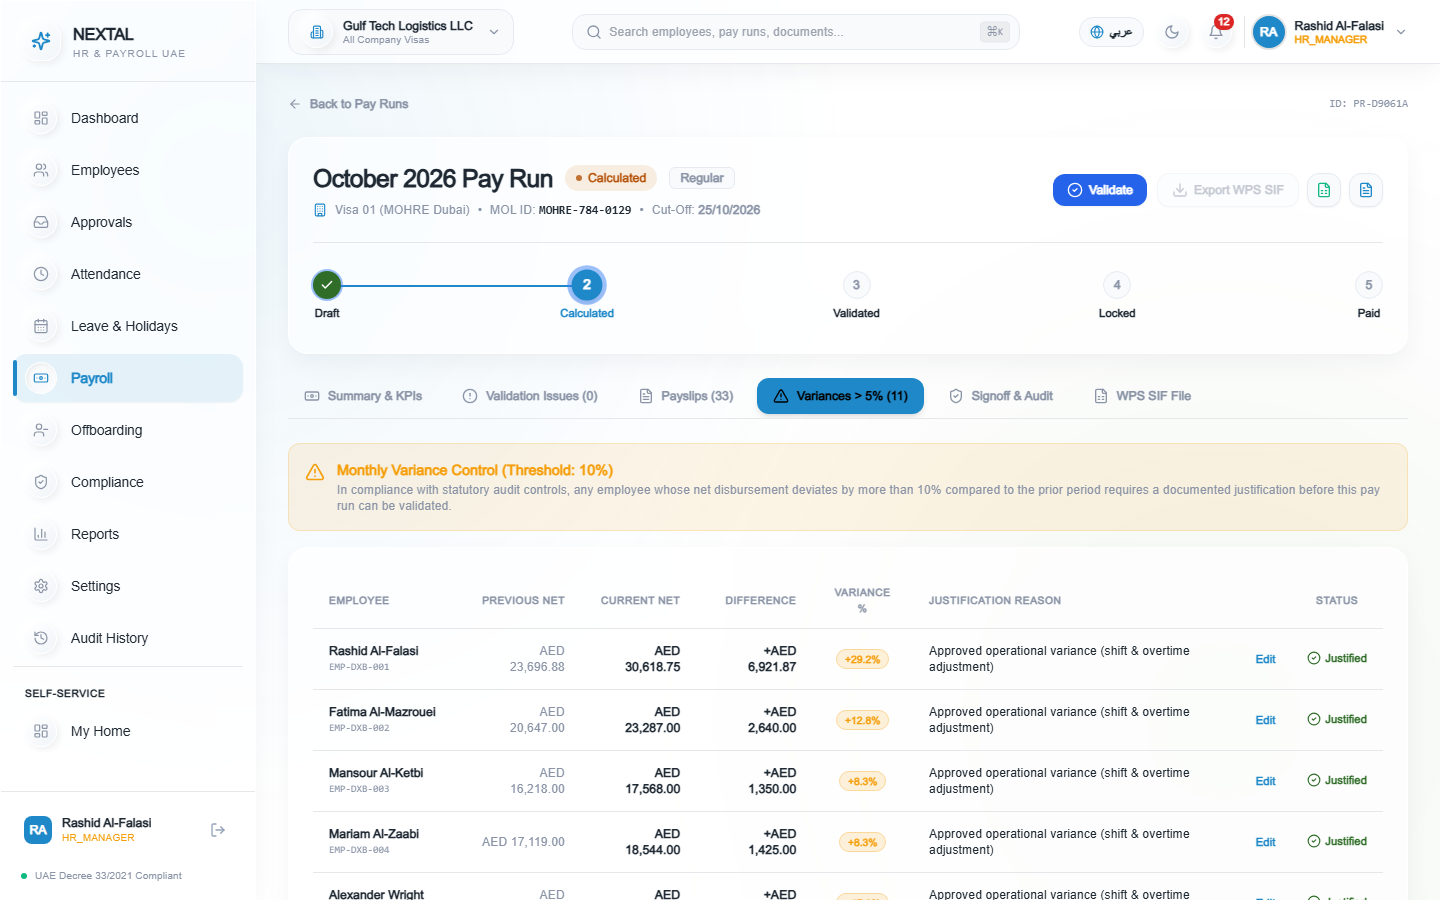 NEXTAL
HR & PAYROLL UAE
Gulf Tech Logistics LLC
All Company Visas
Search employees, pay runs, documents...
⌘K
عربي
12
RA
Rashid Al-Falasi
HR_MANAGER
Dashboard
Employees
Approvals
Attendance
Leave & Holidays
Payroll
Offboarding
Compliance
Reports
Settings
Audit History
SELF-SERVICE
My Home
RA
Rashid Al-Falasi
HR_MANAGER
UAE Decree 33/2021 Compliant
Back to Pay Runs
ID: PR-D9061A
October 2026 Pay Run
Calculated
Regular
Visa 01 (MOHRE Dubai) • MOL ID: MOHRE-784-0129 • Cut-Off: 25/10/2026
Validate
Export WPS SIF
2
3
4
5
Draft
Calculated
Validated
Locked
Paid
Summary & KPIs
Validation Issues (0)
Payslips (33)
Variances > 5% (11)
Signoff & Audit
WPS SIF File
Monthly Variance Control (Threshold: 10%)
In compliance with statutory audit controls, any employee whose net disbursement deviates by more than 10% compared to the prior period requires a documented justification before this pay
run can be validated.
EMPLOYEE
PREVIOUS NET
CURRENT NET
DIFFERENCE
VARIANCE
%
JUSTIFICATION REASON
STATUS
Rashid Al-Falasi
EMP-DXB-001
AED
23,696.88
AED
30,618.75
+AED
6,921.87
+29.2%
Approved operational variance (shift & overtime
adjustment)
Edit
Justified
Fatima Al-Mazrouei
EMP-DXB-002
AED
20,647.00
AED
23,287.00
+AED
2,640.00
+12.8%
Approved operational variance (shift & overtime
adjustment)
Edit
Justified
Mansour Al-Ketbi
EMP-DXB-003
AED
16,218.00
AED
17,568.00
+AED
1,350.00
+8.3%
Approved operational variance (shift & overtime
adjustment)
Edit
Justified
Mariam Al-Zaabi
EMP-DXB-004
AED 17,119.00
AED
18,544.00
+AED
1,425.00
+8.3%
Approved operational variance (shift & overtime
adjustment)
Edit
Justified
Alexander Wright
AED
AED
+AED
Approved operational variance (shift & overtime